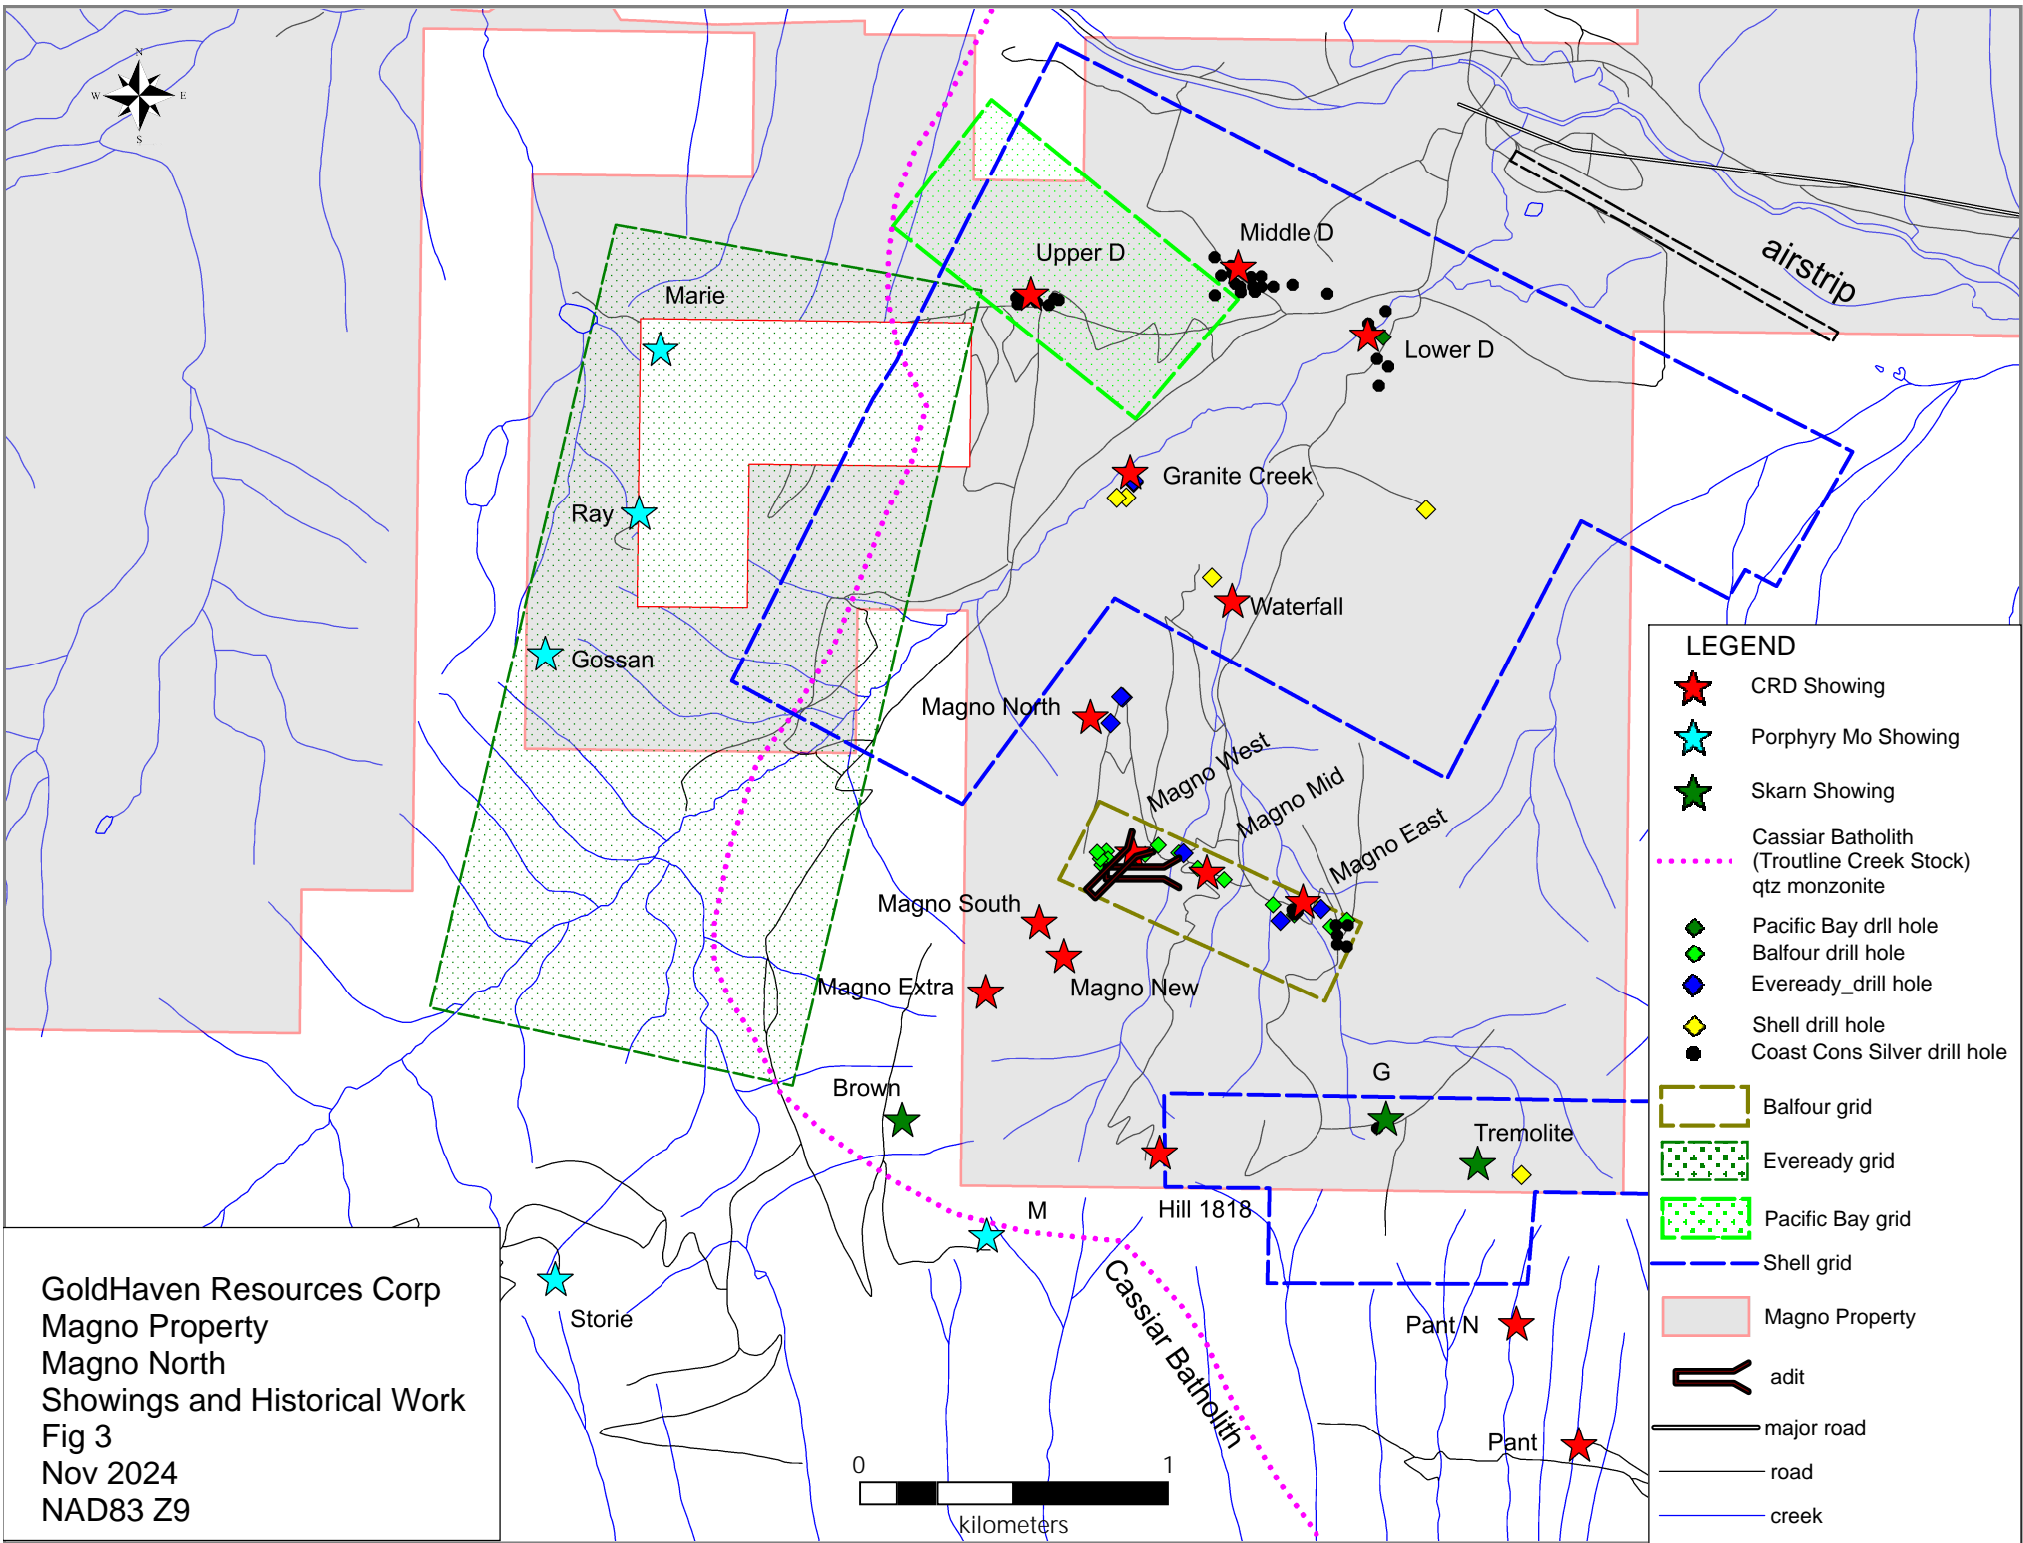 N
W
E
S
Upper D
Middle D
airstrip
Marie
Lower D
Granite Creek
Ray
Waterfall
Gossan
Magno North
Magno West
Magno Mid
Magno East
Magno South
Magno Extra
Magno New
Brown
G
Tremolite
M
Hill 1818
Storie
Pant N
Pant
Cassiar Batholith
LEGEND
CRD Showing
Porphyry Mo Showing
Skarn Showing
Cassiar Batholith
(Troutline Creek Stock)
qtz monzonite
Pacific Bay drll hole
Balfour drill hole
Eveready_drill hole
Shell drill hole
Coast Cons Silver drill hole
Balfour grid
Eveready grid
Pacific Bay grid
Shell grid
Magno Property
adit
major road
road
creek
GoldHaven Resources Corp
Magno Property
Magno North
Showings and Historical Work
Fig 3
Nov 2024
NAD83 Z9
0 1
kilometers